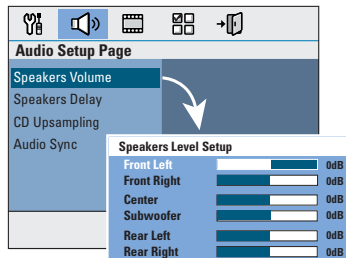 Audio Setup Page
Speakers Volume
Speakers Delay
CD Upsampling
Audio Sync
Speakers Level Setup
Front Left 0dB
Front Right 0dB
Center 0dB
Subwoofer 0dB
Rear Left 0dB
Rear Right 0dB